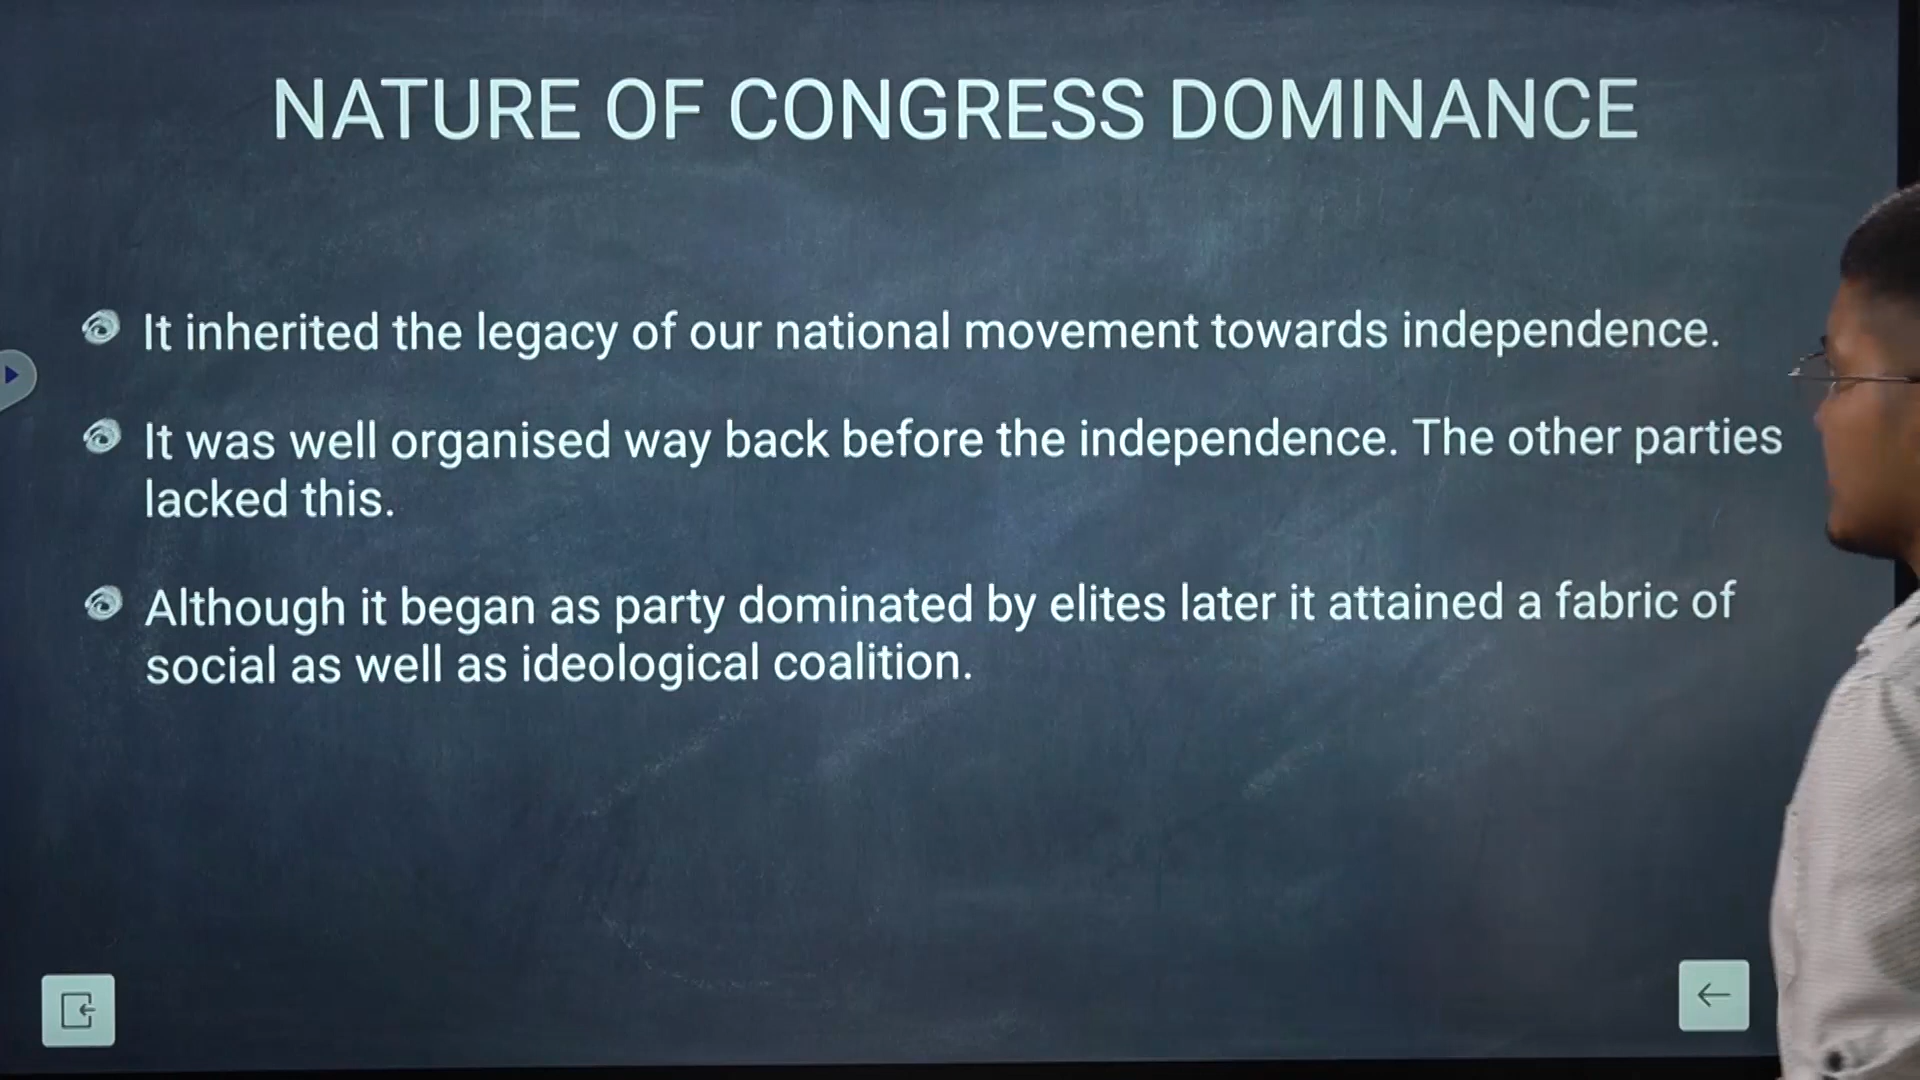 NATURE OF CONGRESS DOMINANCE
It inherited the legacy of our national movement towards independence.
It was well organised way back before the independence. The other parties
lacked this.
Although it began as party dominated by elites later it attained a fabric of
social as well as ideological coalition.